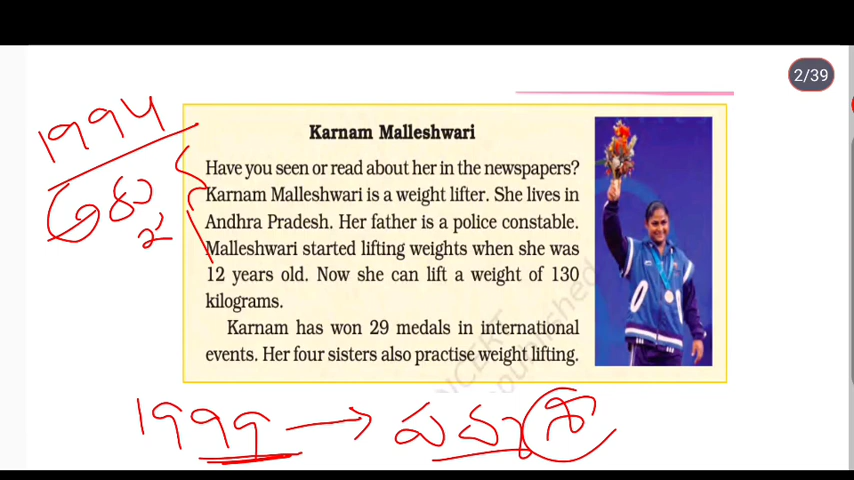 2/39
1994
Karnam Malleshwari
Have you seen or read about her in the newspapers?
Karnam Malleshwari is a weight lifter. She lives in
Andhra Pradesh. Her father is a police constable.
Malleshwari started lifting weights when she was
12 years old. Now she can lift a weight of 130
kilograms.
Karnam has won 29 medals in international
events. Her four sisters also practise weight lifting.
1999 →